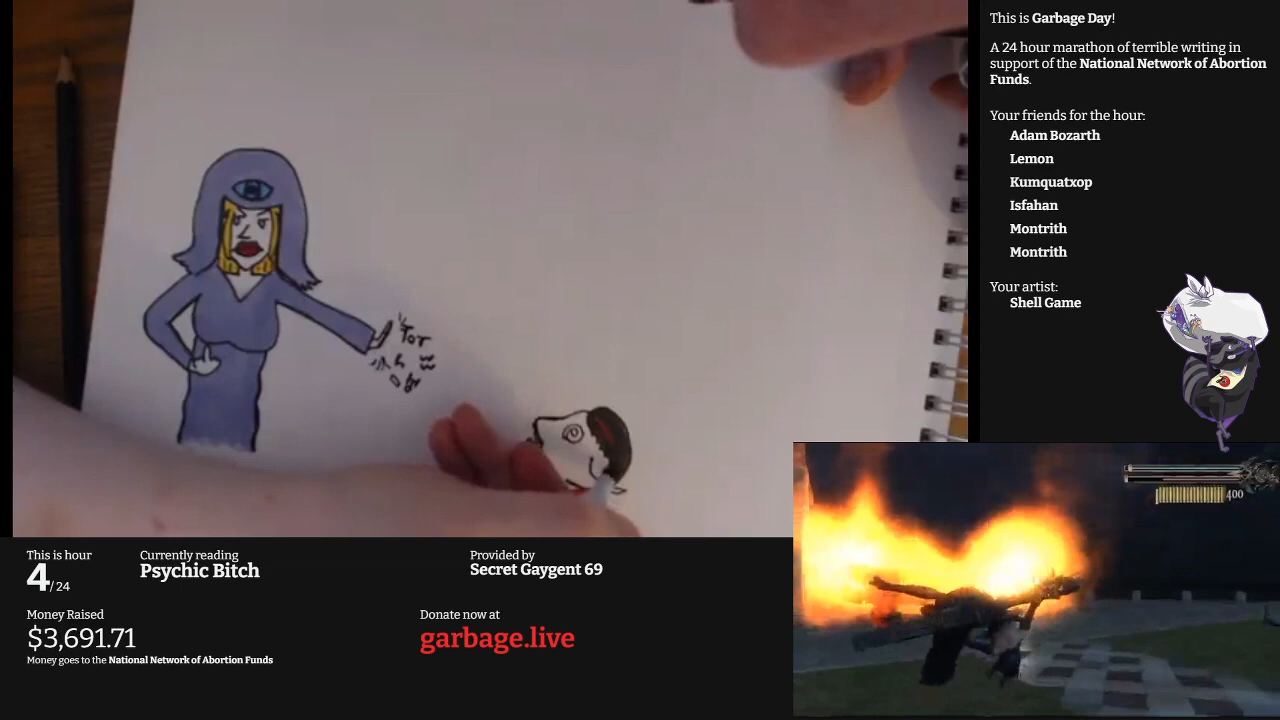 This is Garbage Day!
A 24 hour marathon of terrible writing in
support of the National Network of Abortion
Funds.
Your friends for the hour:
Adam Bozarth
Lemon
Kumquatxop
Isfahan
Montrith
Montrith
Your artist:
Shell Game
Tor
400
This is hour
4/24
Currently reading
Psychic Bitch
Provided by
Secret Gaygent 69
Money Raised
$3,691.71
Money goes to the National Network of Abortion Funds
Donate now at
garbage.live